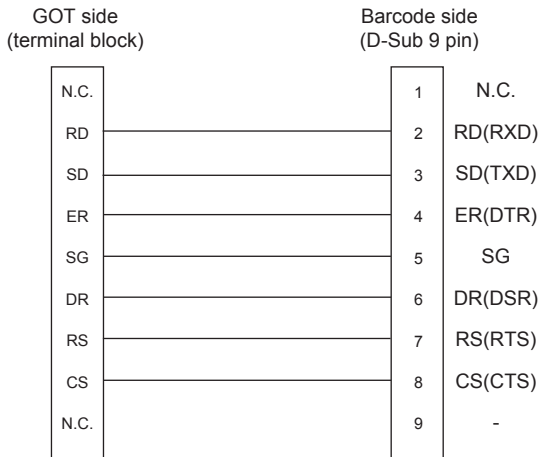 GOT side
(terminal block)
Barcode side
(D-Sub 9 pin)
N.C. 1 N.C.
RD 2 RD(RXD)
SD 3 SD(TXD)
ER 4 ER(DTR)
SG 5 SG
DR 6 DR(DSR)
RS 7 RS(RTS)
CS 8 CS(CTS)
N.C. 9 -